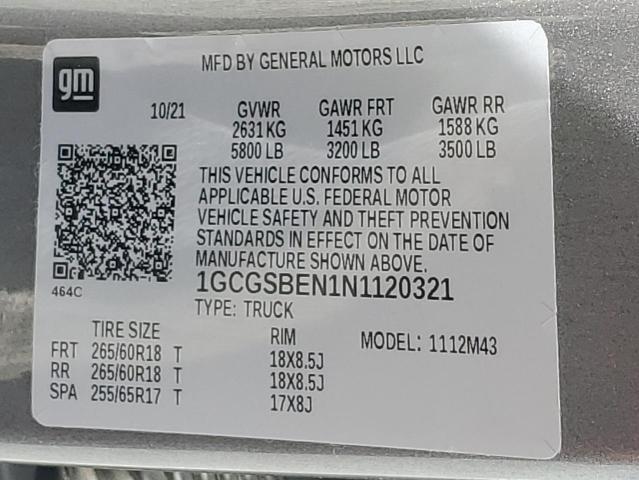 gm
MFD BY GENERAL MOTORS LLC
10/21 GVWR GAWR FRT GAWR RR
2631 KG 1451 KG 1588 KG
5800 LB 3200 LB 3500 LB
THIS VEHICLE CONFORMS TO ALL
APPLICABLE U.S. FEDERAL MOTOR
VEHICLE SAFETY AND THEFT PREVENTION
STANDARDS IN EFFECT ON THE DATE OF
MANUFACTURE SHOWN ABOVE.
464C
1GCGSBEN1N1120321
TYPE: TRUCK
TIRE SIZE RIM MODEL: 1112M43
FRT 265/60R18 T 18X8.5J
RR 265/60R18 T 18X8.5J
SPA 255/65R17 T 17X8J